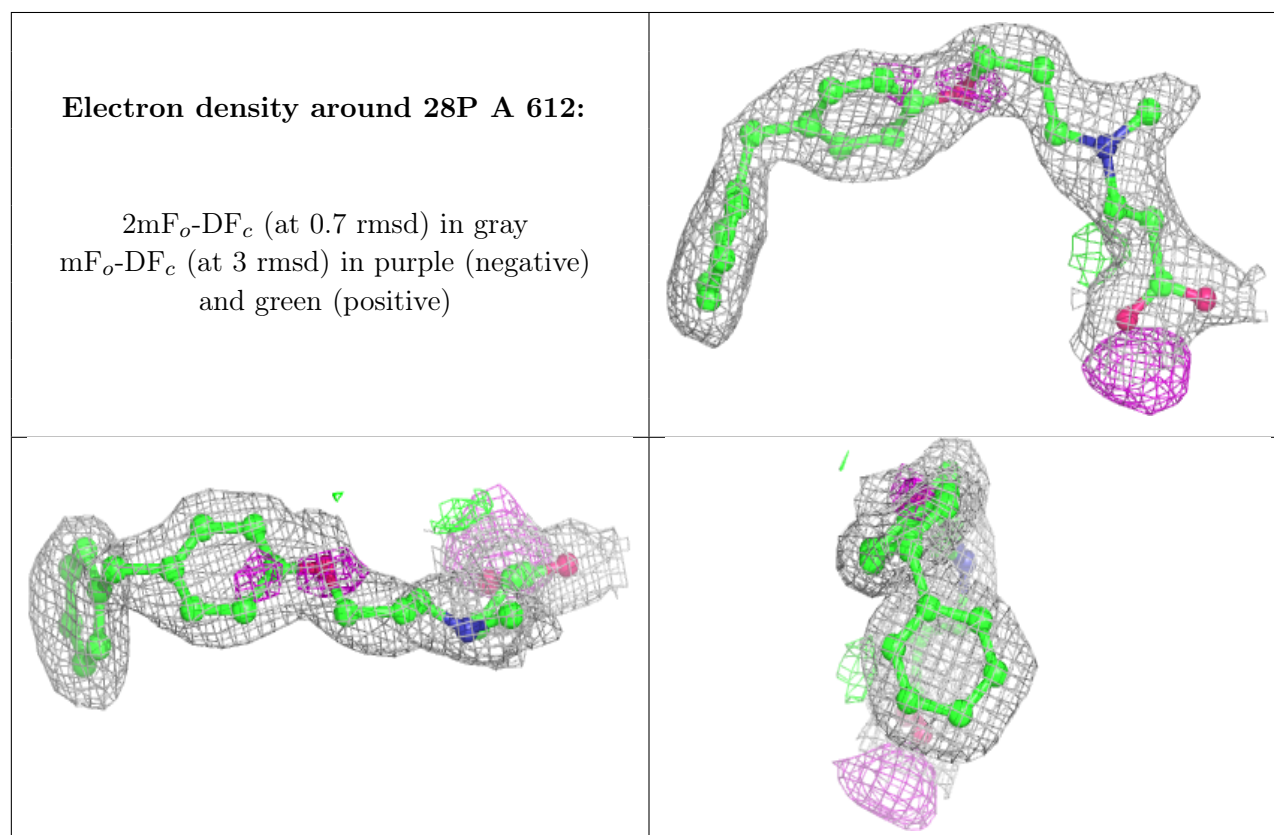 Electron density around 28P A 612:
2mFₒ-DF𝒸 (at 0.7 rmsd) in gray
mFₒ-DF𝒸 (at 3 rmsd) in purple (negative)
and green (positive)